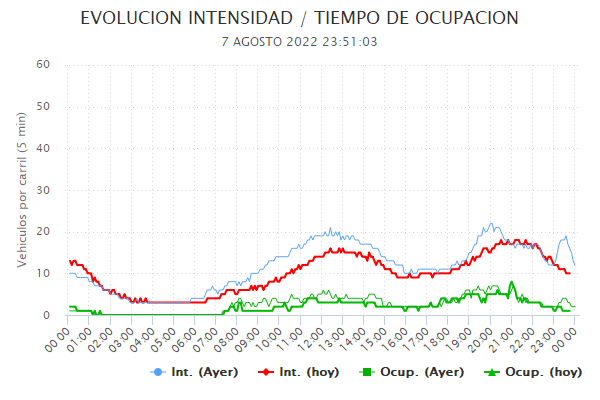 EVOLUCION INTENSIDAD / TIEMPO DE OCUPACION
7 AGOSTO 2022 23:51:03
Vehiculos por carril (5 min)
60
50
40
30
20
10
0
00:00 01:00 02:00 03:00 04:00 05:00 06:00 07:00 08:00 09:00 10:00 11:00 12:00 13:00 14:00 15:00 16:00 17:00 18:00 19:00 20:00 21:00 22:00 23:00 00:00
Int. (Ayer) Int. (hoy) Ocup. (Ayer) Ocup. (hoy)